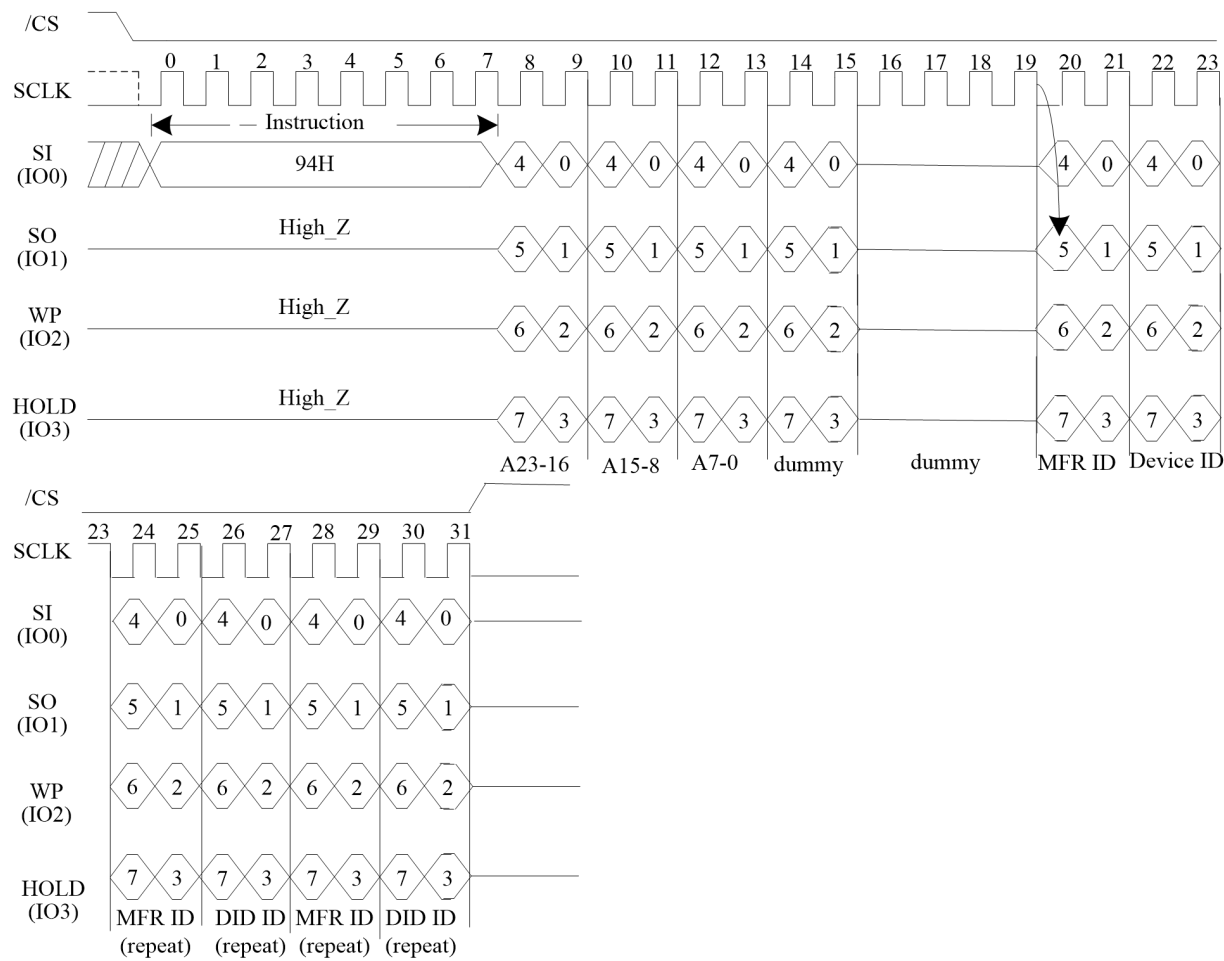 /CS
0 1 2 3 4 5 6 7 8 9 10 11 12 13 14 15 16 17 18 19 20 21 22 23
SCLK
Instruction
SI
(IO0)
94H
4 0 4 0 4 0 4 0 4 0 4 0
SO
(IO1)
High_Z
5 1 5 1 5 1 5 1 5 1 5 1
WP
(IO2)
High_Z
6 2 6 2 6 2 6 2 6 2 6 2
HOLD
(IO3)
High_Z
7 3 7 3 7 3 7 3 7 3 7 3
A23-16 A15-8 A7-0 dummy dummy MFR ID Device ID
/CS
23 24 25 26 27 28 29 30 31
SCLK
SI
(IO0)
4 0 4 0 4 0 4 0
SO
(IO1)
5 1 5 1 5 1 5 1
WP
(IO2)
6 2 6 2 6 2 6 2
HOLD
(IO3)
7 3 7 3 7 3 7 3
MFR ID DID ID MFR ID DID ID
(repeat) (repeat) (repeat) (repeat)